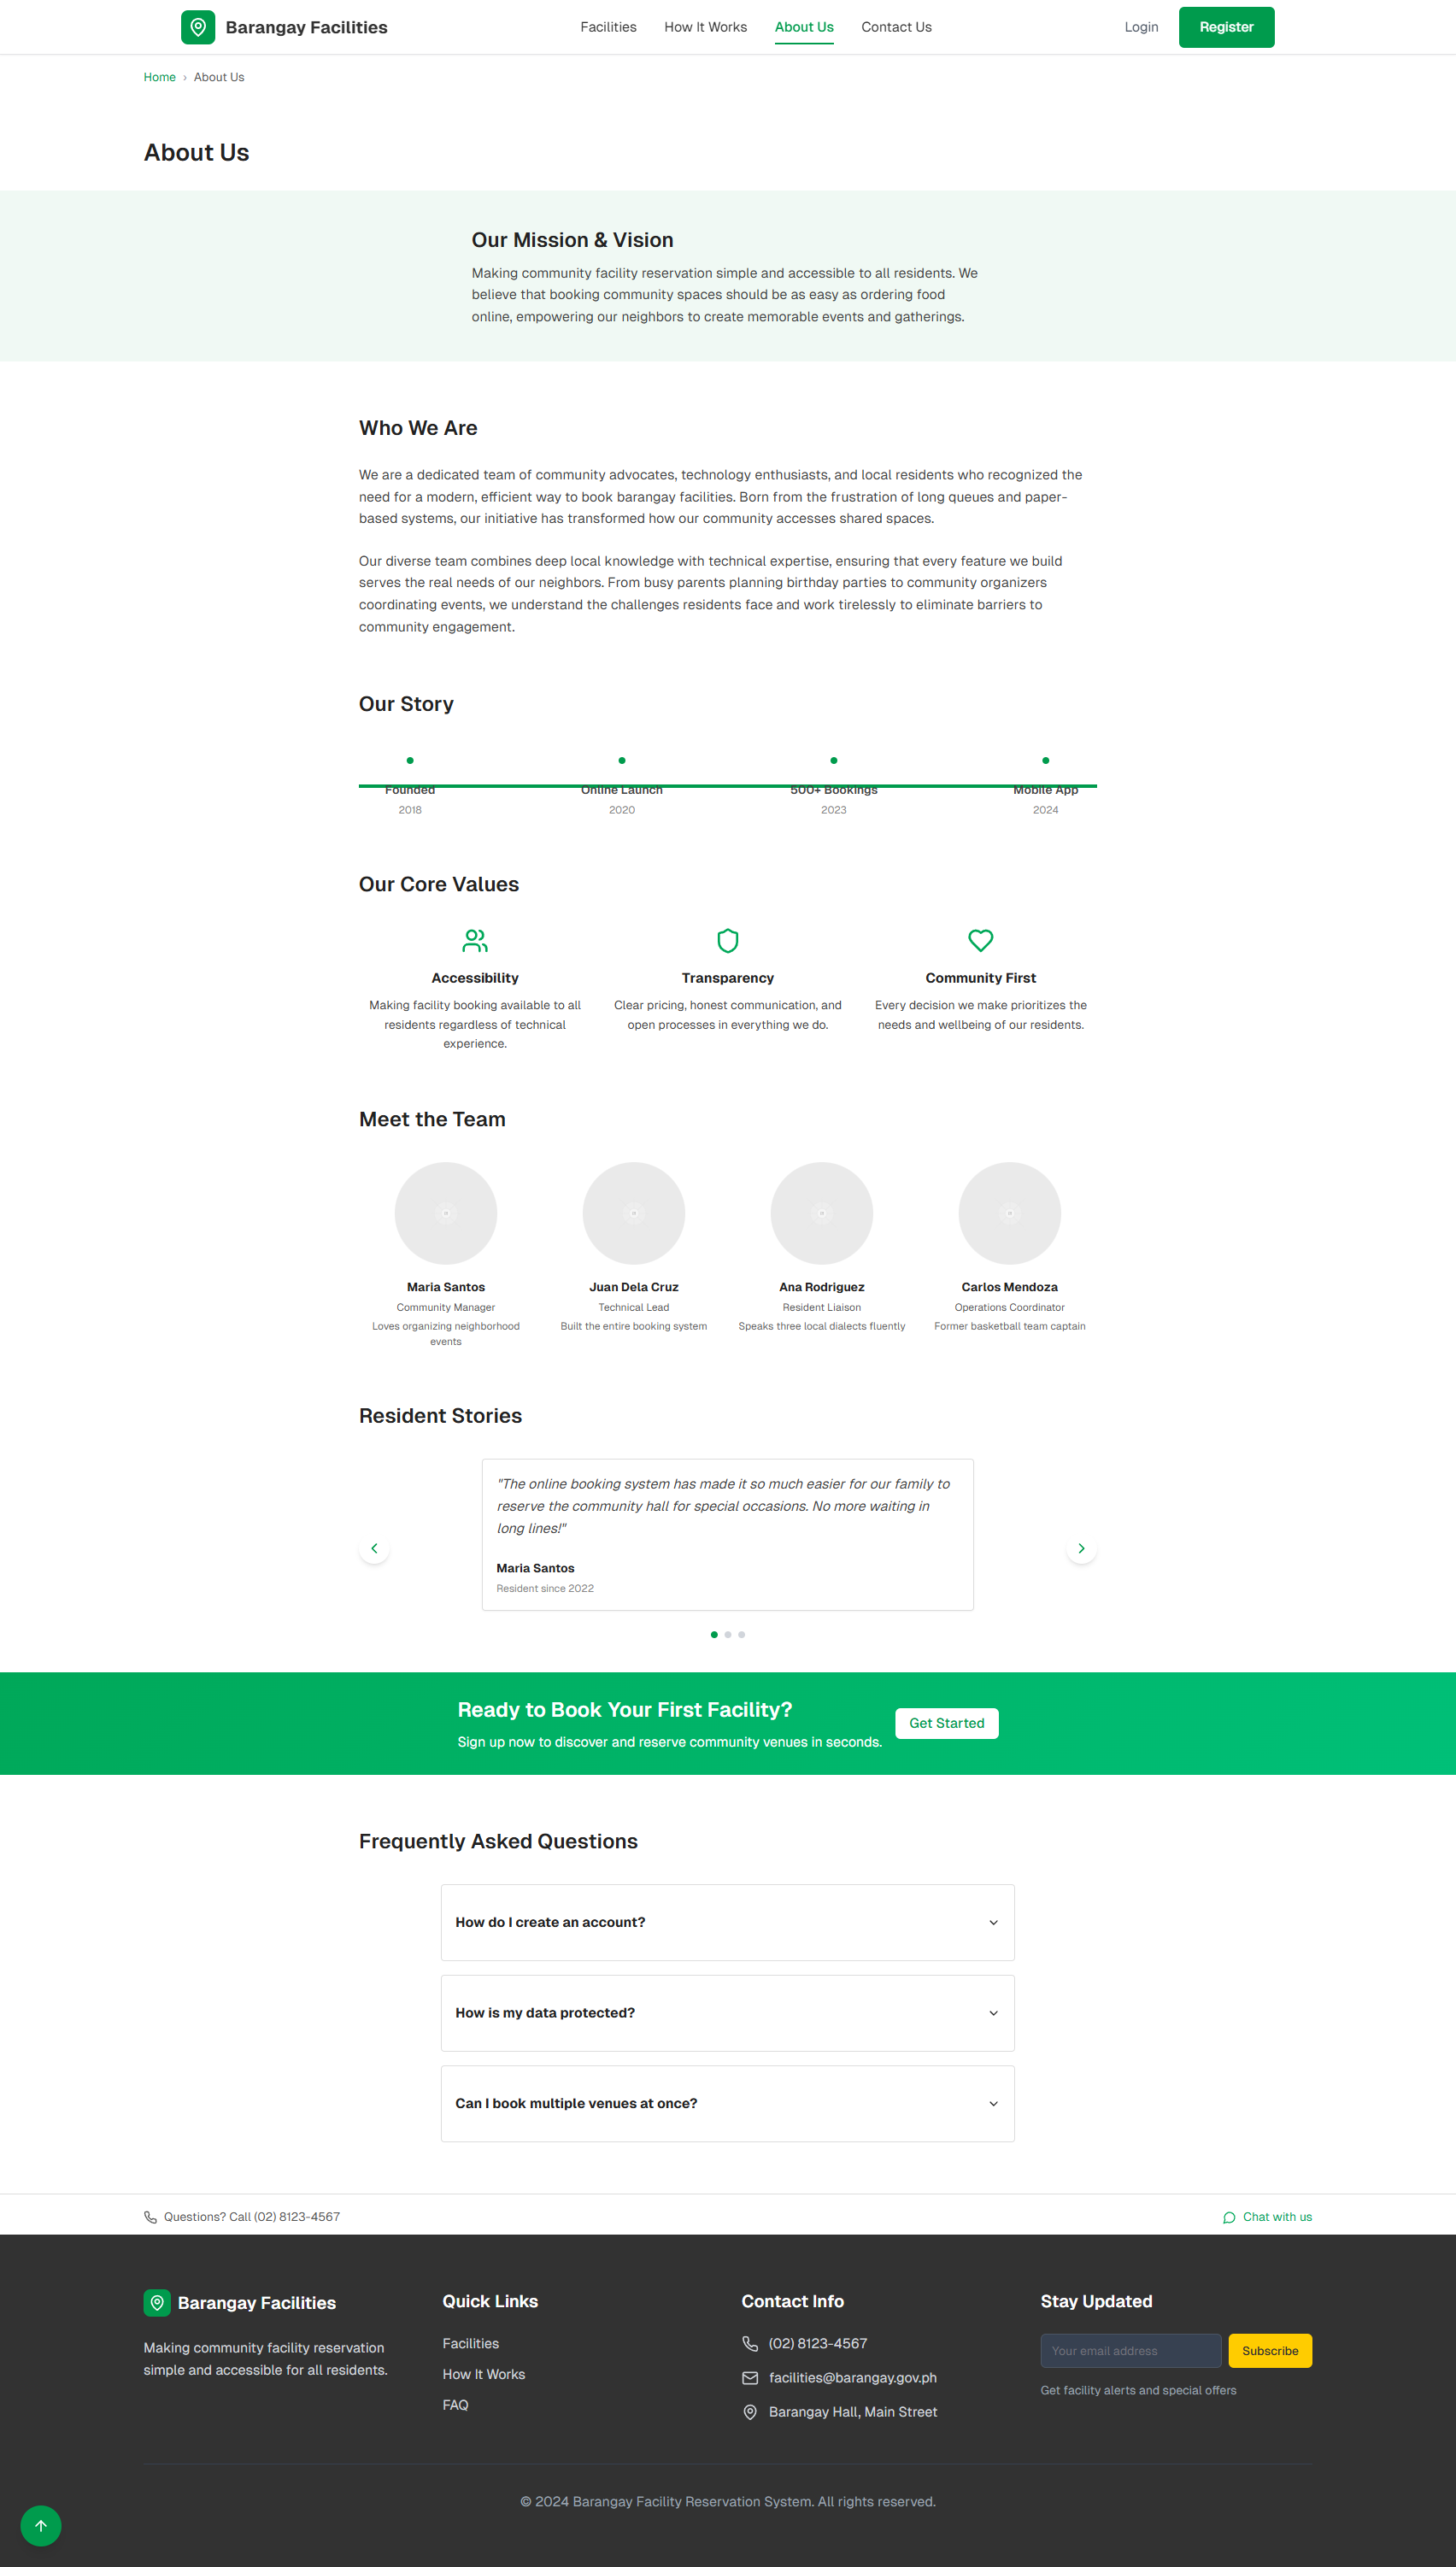 Barangay Facilities
Facilities
How It Works
About Us
Contact Us
Login
Register
Home › About Us
About Us
Our Mission & Vision
Making community facility reservation simple and accessible to all residents. We
believe that booking community spaces should be as easy as ordering food
online, empowering our neighbors to create memorable events and gatherings.
Who We Are
We are a dedicated team of community advocates, technology enthusiasts, and local residents who recognized the
need for a modern, efficient way to book barangay facilities. Born from the frustration of long queues and paper-
based systems, our initiative has transformed how our community accesses shared spaces.
Our diverse team combines deep local knowledge with technical expertise, ensuring that every feature we build
serves the real needs of our neighbors. From busy parents planning birthday parties to community organizers
coordinating events, we understand the challenges residents face and work tirelessly to eliminate barriers to
community engagement.
Our Story
Founded
2018
Online Launch
2020
500+ Bookings
2023
Mobile App
2024
Our Core Values
Accessibility
Making facility booking available to all
residents regardless of technical
experience.
Transparency
Clear pricing, honest communication, and
open processes in everything we do.
Community First
Every decision we make prioritizes the
needs and wellbeing of our residents.
Meet the Team
Maria Santos
Community Manager
Loves organizing neighborhood
events
Juan Dela Cruz
Technical Lead
Built the entire booking system
Ana Rodriguez
Resident Liaison
Speaks three local dialects fluently
Carlos Mendoza
Operations Coordinator
Former basketball team captain
Resident Stories
"The online booking system has made it so much easier for our family to
reserve the community hall for special occasions. No more waiting in
long lines!"
Maria Santos
Resident since 2022
Ready to Book Your First Facility?
Sign up now to discover and reserve community venues in seconds.
Get Started
Frequently Asked Questions
How do I create an account?
How is my data protected?
Can I book multiple venues at once?
Questions? Call (02) 8123-4567
Chat with us
Barangay Facilities
Making community facility reservation
simple and accessible for all residents.
Quick Links
Facilities
How It Works
FAQ
Contact Info
(02) 8123-4567
facilities@barangay.gov.ph
Barangay Hall, Main Street
Stay Updated
Your email address
Subscribe
Get facility alerts and special offers
© 2024 Barangay Facility Reservation System. All rights reserved.